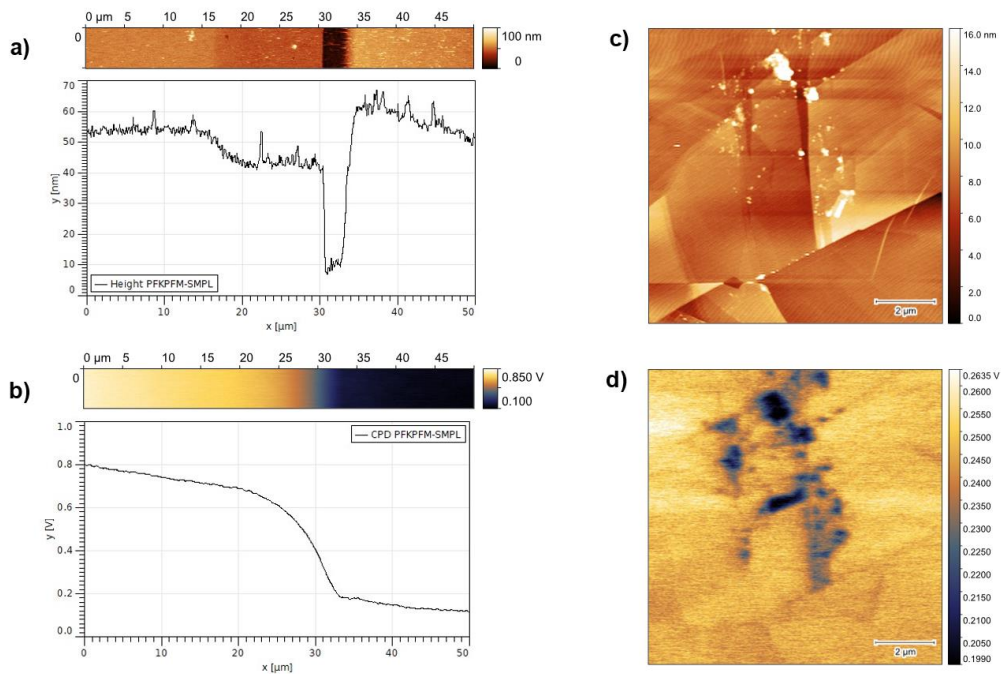 a)
0 µm 5 10 15 20 25 30 35 40 45
0
100 nm
0
70
60
50
40
30
20
10
0
y [nm]
Height PFKPFM-SMPL
0 10 20 30 40 50
x [µm]
b)
0 µm 5 10 15 20 25 30 35 40 45
0
0.850 V
0.100
1.0
0.8
0.6
0.4
0.2
0.0
y [V]
CPD PFKPFM-SMPL
0 10 20 30 40 50
x [µm]
c)
16.0 nm
14.0
12.0
10.0
8.0
6.0
4.0
2.0
0.0
2 µm
d)
0.2635 V
0.2550
0.2500
0.2450
0.2400
0.2350
0.2300
0.2250
0.2200
0.2150
0.2100
0.2050
0.1990
2 µm